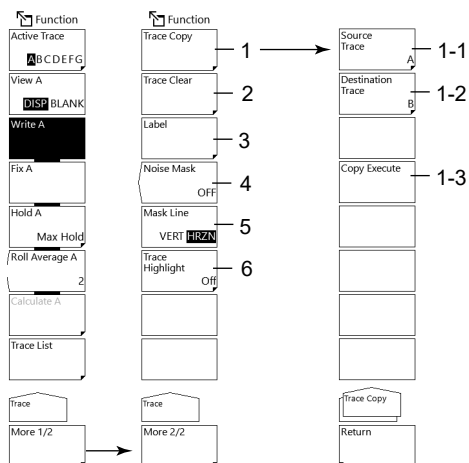 Function
Active Trace
ABCDEFG
View A
DISP BLANK
Write A
Fix A
Hold A
Max Hold
Roll Average A
2
Calculate A
Trace List
Trace
More 1/2
Function
Trace Copy
1
Trace Clear
2
Label
3
Noise Mask
OFF
4
Mask Line
VERT HRZN
5
Trace
Highlight
Off
6
Trace
More 2/2
Source
Trace
A
1-1
Destination
Trace
B
1-2
Copy Execute
1-3
Trace Copy
Return